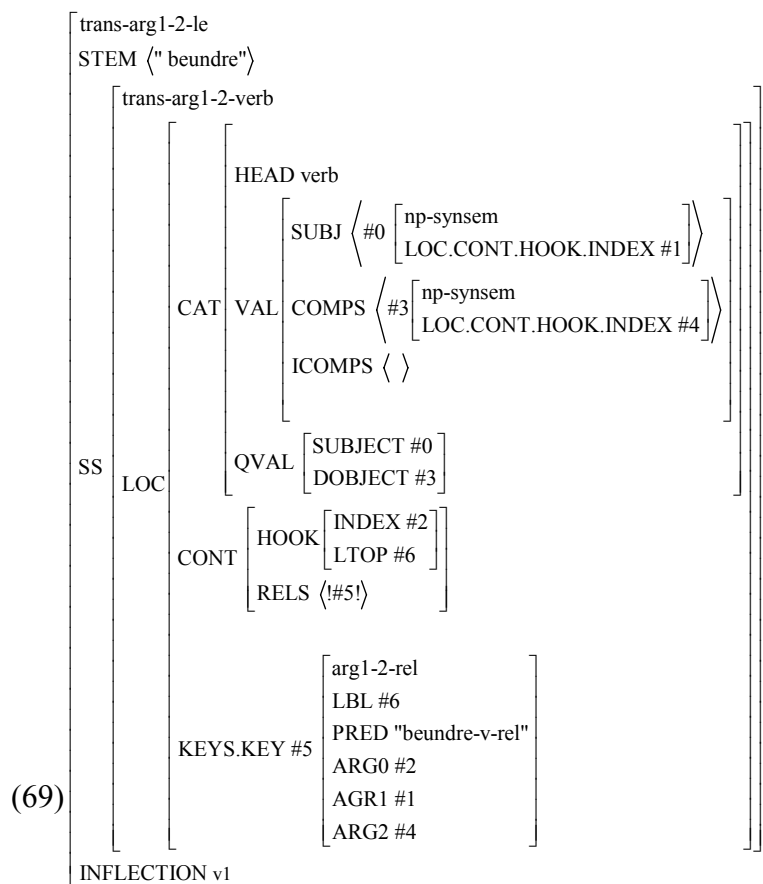 trans-arg1-2-le
STEM ⟨" beundre"⟩
trans-arg1-2-verb
HEAD verb
SUBJ ⟨#0 [np-synsem
LOC.CONT.HOOK.INDEX #1]⟩
CAT VAL COMPS ⟨#3 [np-synsem
LOC.CONT.HOOK.INDEX #4]⟩
ICOMPS ⟨ ⟩
SS LOC QVAL [SUBJECT #0
DOBJECT #3]
CONT HOOK [INDEX #2
LTOP #6]
RELS ⟨!#5!⟩
arg1-2-rel
LBL #6
PRED "beundre-v-rel"
KEYS.KEY #5
ARG0 #2
(69) AGR1 #1
ARG2 #4
INFLECTION v1